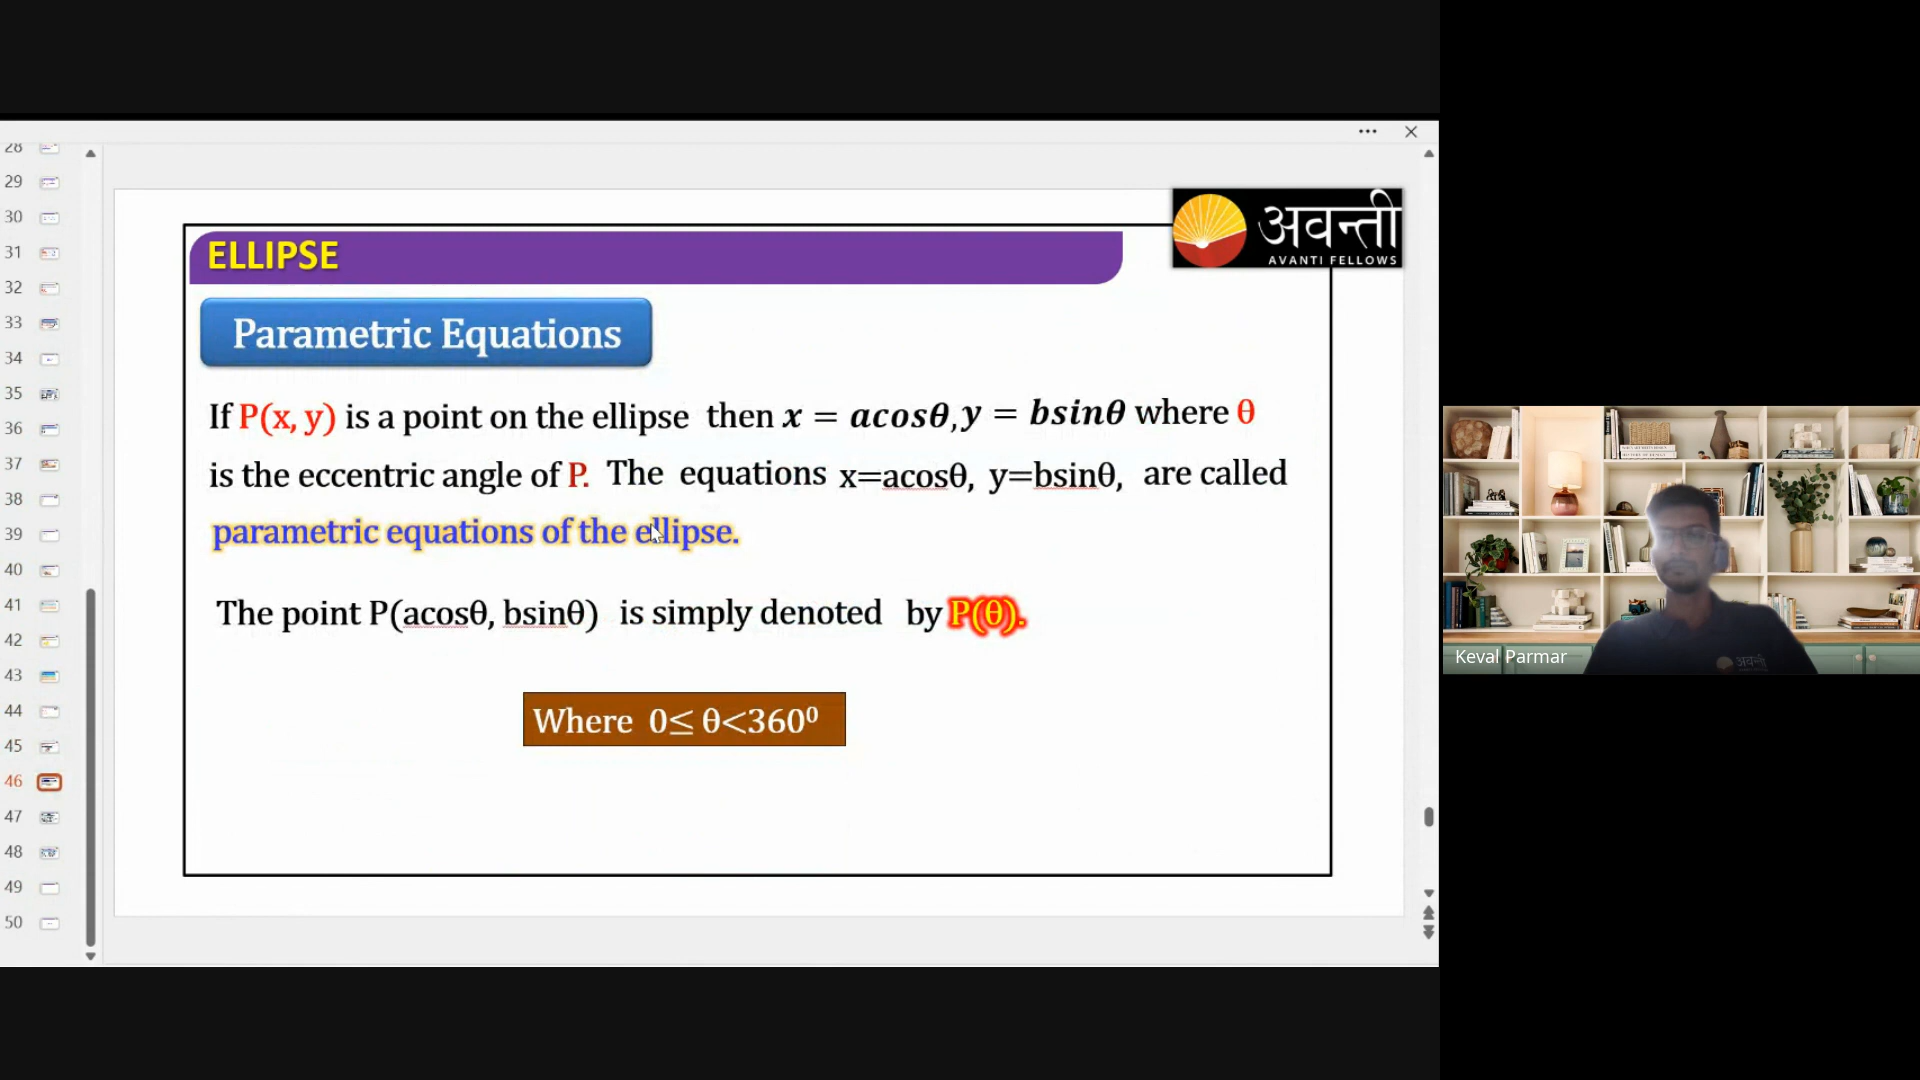 28
29
30
31
32
33
34
35
36
37
38
39
40
41
42
43
44
45
46
47
48
49
50
अवन्ती
AVANTI FELLOWS
ELLIPSE
Parametric Equations
If P(x, y) is a point on the ellipse then x = acosθ, y = bsinθ where θ
is the eccentric angle of P. The equations x=acosθ, y=bsinθ, are called
parametric equations of the ellipse.
The point P(acosθ, bsinθ) is simply denoted by P(θ).
Where 0≤ θ<360⁰
Keval Parmar
अवन्ती